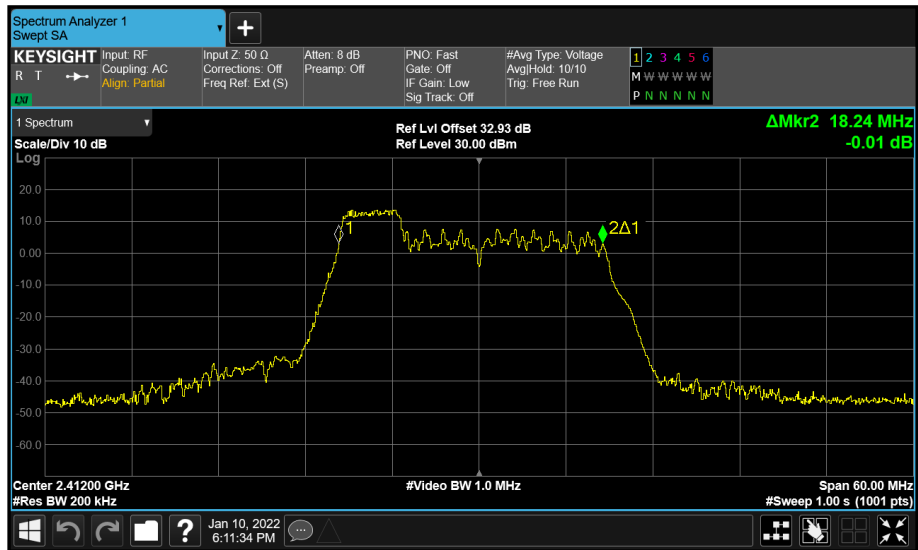 Spectrum Analyzer 1
Swept SA
+
KEYSIGHT
R T
LXI
Input: RF
Coupling: AC
Align: Partial
Input Z: 50 Ω
Corrections: Off
Freq Ref: Ext (S)
Atten: 8 dB
Preamp: Off
PNO: Fast
Gate: Off
IF Gain: Low
Sig Track: Off
#Avg Type: Voltage
Avg|Hold: 10/10
Trig: Free Run
1 2 3 4 5 6
M W W W W W
P N N N N N
1 Spectrum
Scale/Div 10 dB
Ref Lvl Offset 32.93 dB
Ref Level 30.00 dBm
ΔMkr2 18.24 MHz
-0.01 dB
Log
20.0
10.0
0.00
-10.0
-20.0
-30.0
-40.0
-50.0
-60.0
1
2Δ1
Center 2.41200 GHz
#Res BW 200 kHz
#Video BW 1.0 MHz
Span 60.00 MHz
#Sweep 1.00 s (1001 pts)
?
Jan 10, 2022
6:11:34 PM